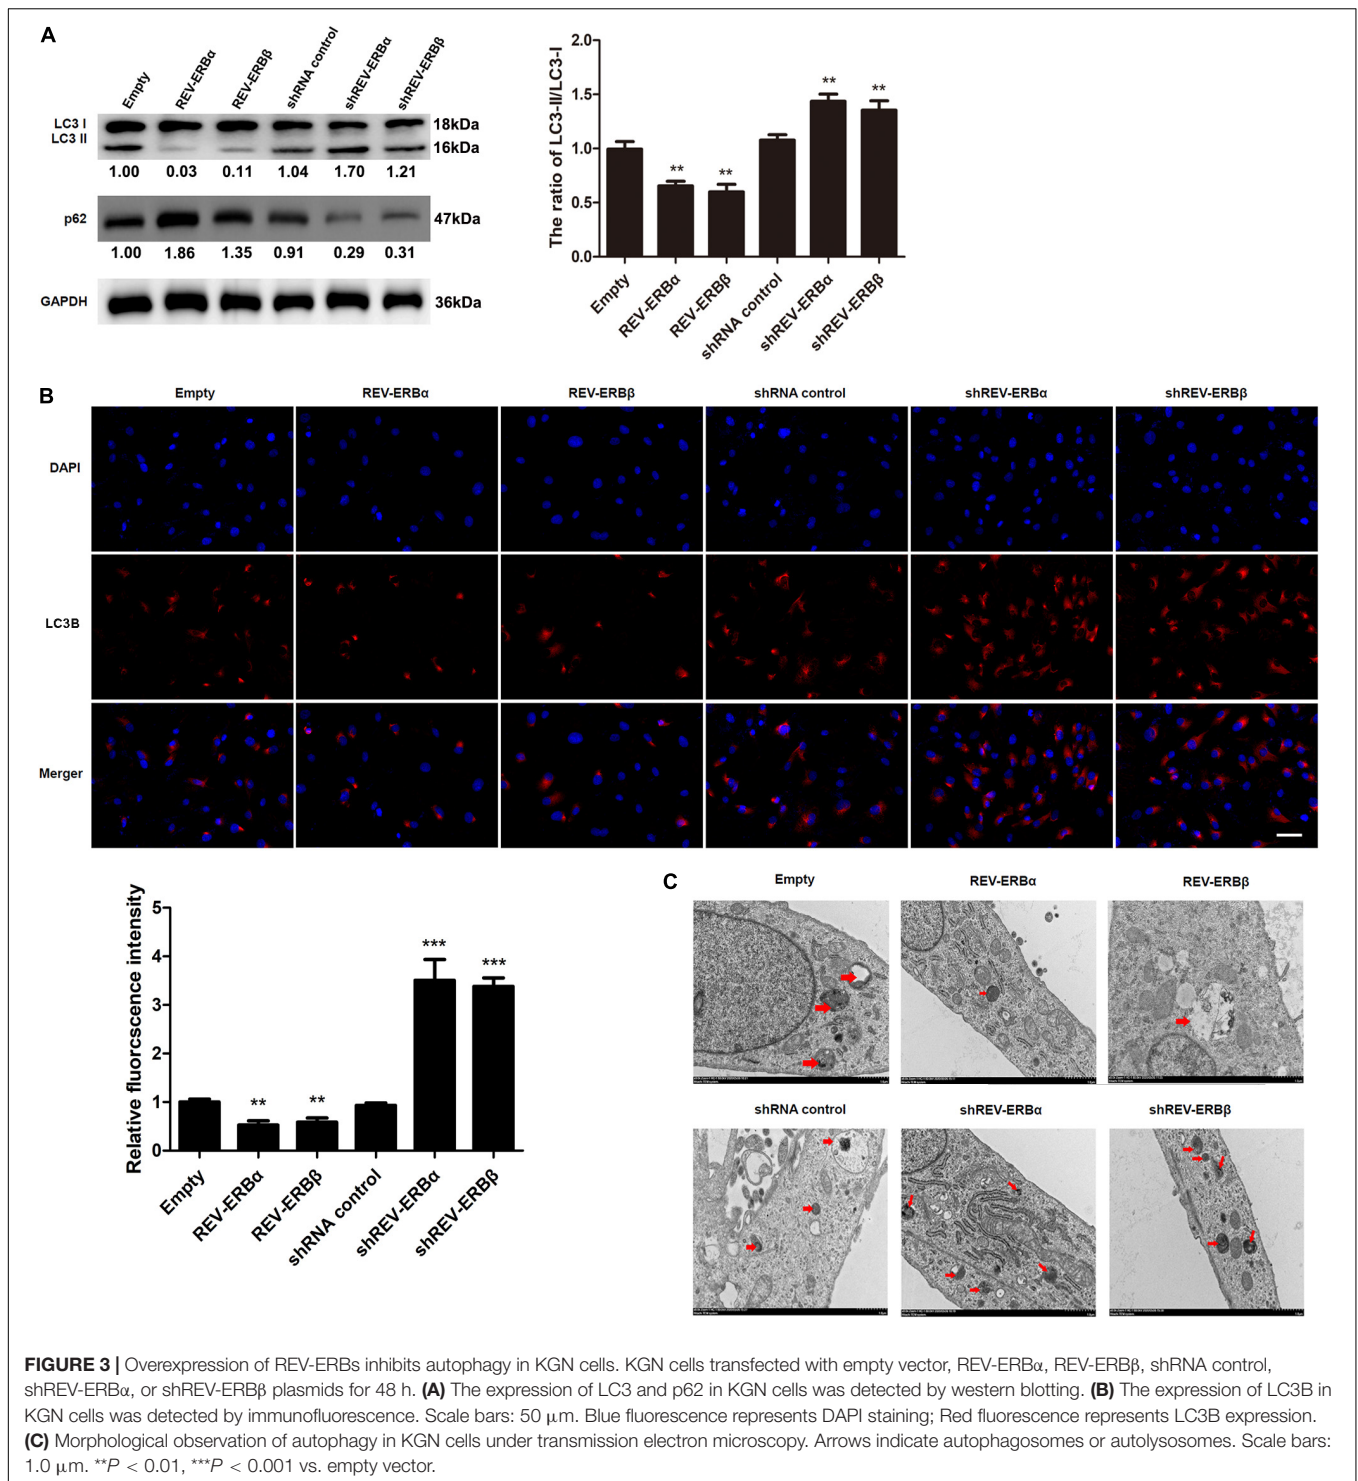 A
Empty
REV-ERBα
REV-ERBβ
shRNA control
shREV-ERBα
shREV-ERBβ
LC3 I
LC3 II
18kDa
16kDa
1.00 0.03 0.11 1.04 1.70 1.21
p62
47kDa
1.00 1.86 1.35 0.91 0.29 0.31
GAPDH
36kDa
The ratio of LC3-II/LC3-I
2.0
1.5
1.0
0.5
0.0
** ** ** **
Empty
REV-ERBα
REV-ERBβ
shRNA control
shREV-ERBα
shREV-ERBβ
B
Empty REV-ERBα REV-ERBβ shRNA control shREV-ERBα shREV-ERBβ
DAPI
LC3B
Merger
Relative fluorscence intensity
5
4
3
2
1
0
** ** *** ***
Empty
REV-ERBα
REV-ERBβ
shRNA control
shREV-ERBα
shREV-ERBβ
C
Empty REV-ERBα REV-ERBβ
shRNA control shREV-ERBα shREV-ERBβ
FIGURE 3 | Overexpression of REV-ERBs inhibits autophagy in KGN cells. KGN cells transfected with empty vector, REV-ERBα, REV-ERBβ, shRNA control,
shREV-ERBα, or shREV-ERBβ plasmids for 48 h. (A) The expression of LC3 and p62 in KGN cells was detected by western blotting. (B) The expression of LC3B in
KGN cells was detected by immunofluorescence. Scale bars: 50 μm. Blue fluorescence represents DAPI staining; Red fluorescence represents LC3B expression.
(C) Morphological observation of autophagy in KGN cells under transmission electron microscopy. Arrows indicate autophagosomes or autolysosomes. Scale bars:
1.0 μm. **P < 0.01, ***P < 0.001 vs. empty vector.